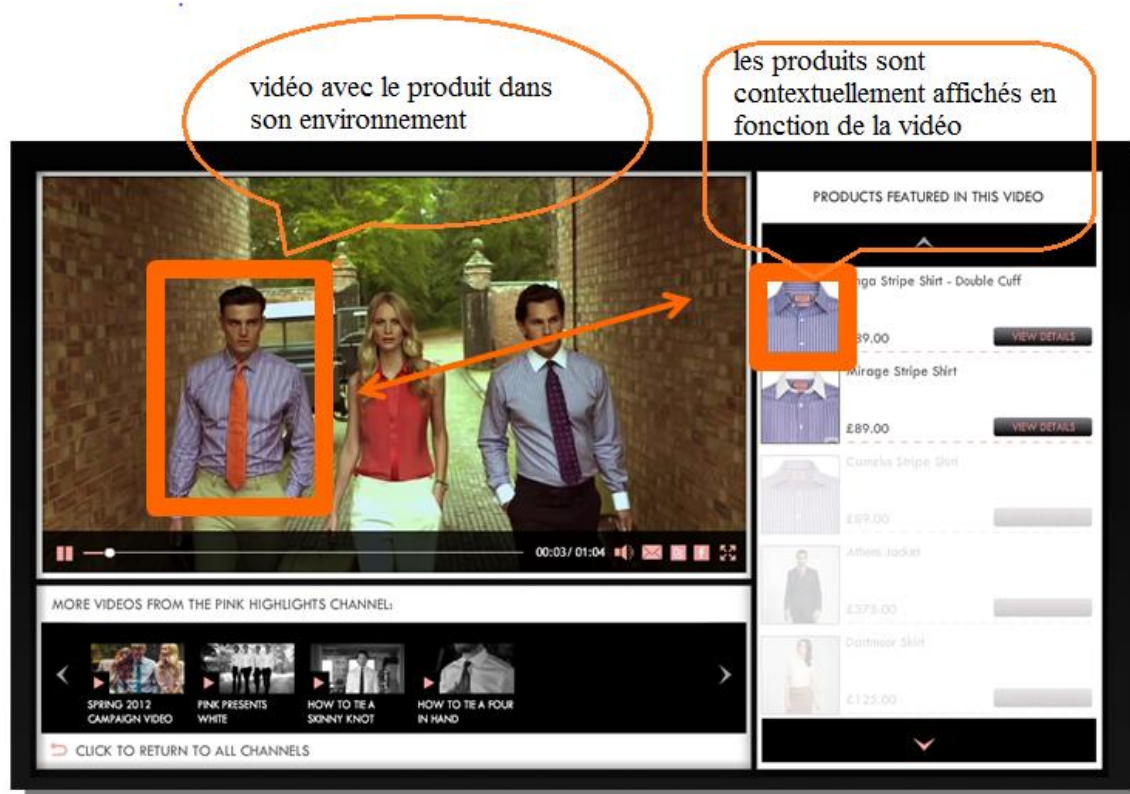 vidéo avec le produit dans
son environnement
les produits sont
contextuellement affichés en
fonction de la vidéo
PRODUCTS FEATURED IN THIS VIDEO
Stripe Shirt - Double Cuff
VIEW DETAILS
Mirage Stripe Shirt
£89.00
VIEW DETAILS
Camelus Stripe Shirt
£89.00
Athens Jacket
£375.00
Dartmoor Skirt
£125.00
00:03 / 01:04
MORE VIDEOS FROM THE PINK HIGHLIGHTS CHANNEL:
SPRING 2012
CAMPAIGN VIDEO
PINK PRESENTS
WHITE
HOW TO TIE A
SKINNY KNOT
HOW TO TIE A FOUR
IN HAND
CLICK TO RETURN TO ALL CHANNELS